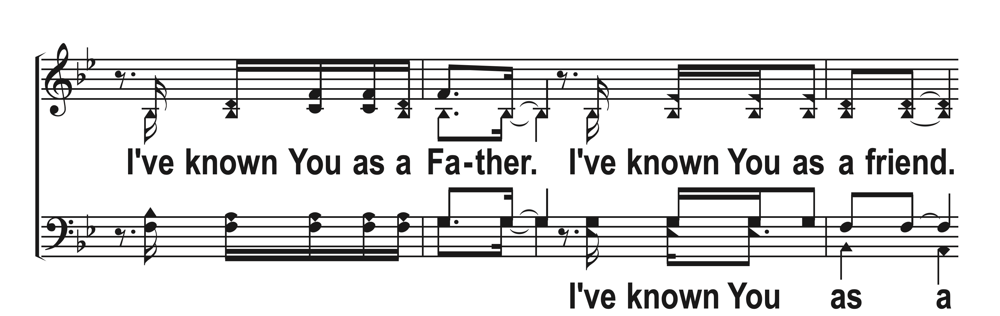 I've known You as a Fa-ther. I've known You as a friend.
I've known You as a